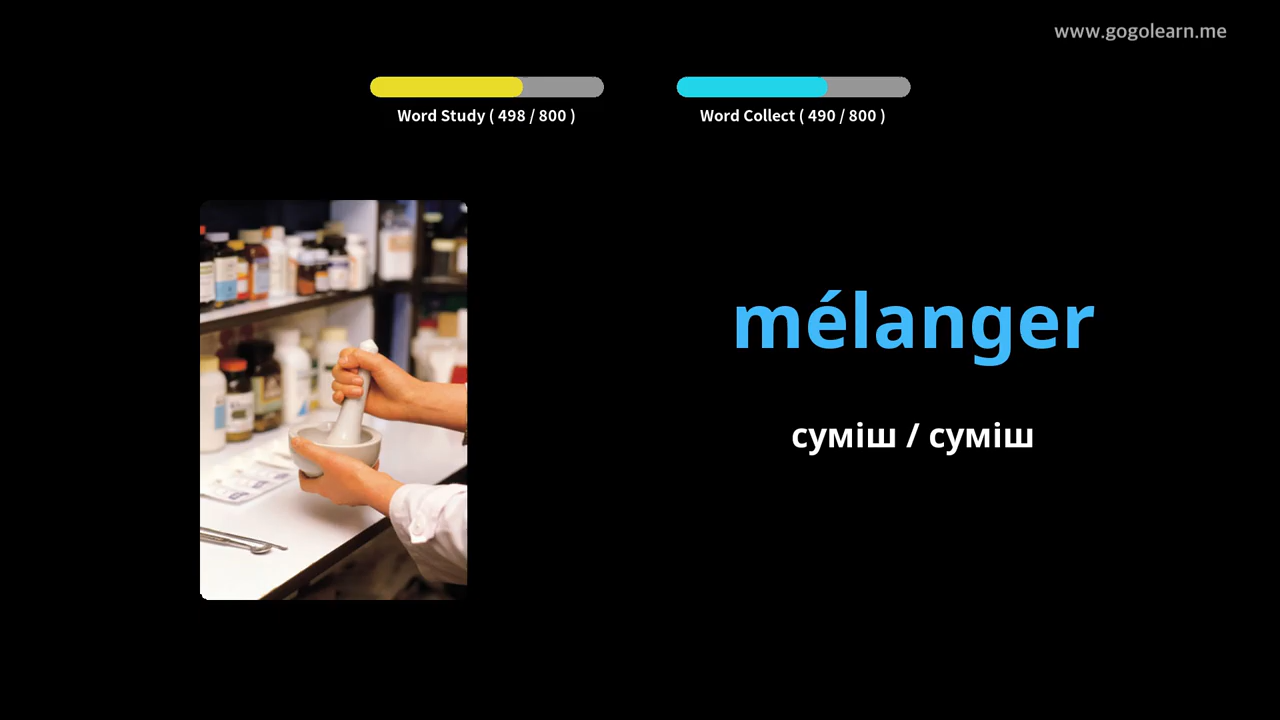 www.gogolearn.me
Word Study ( 498 / 800 )
Word Collect ( 490 / 800 )
mélanger
суміш / суміш